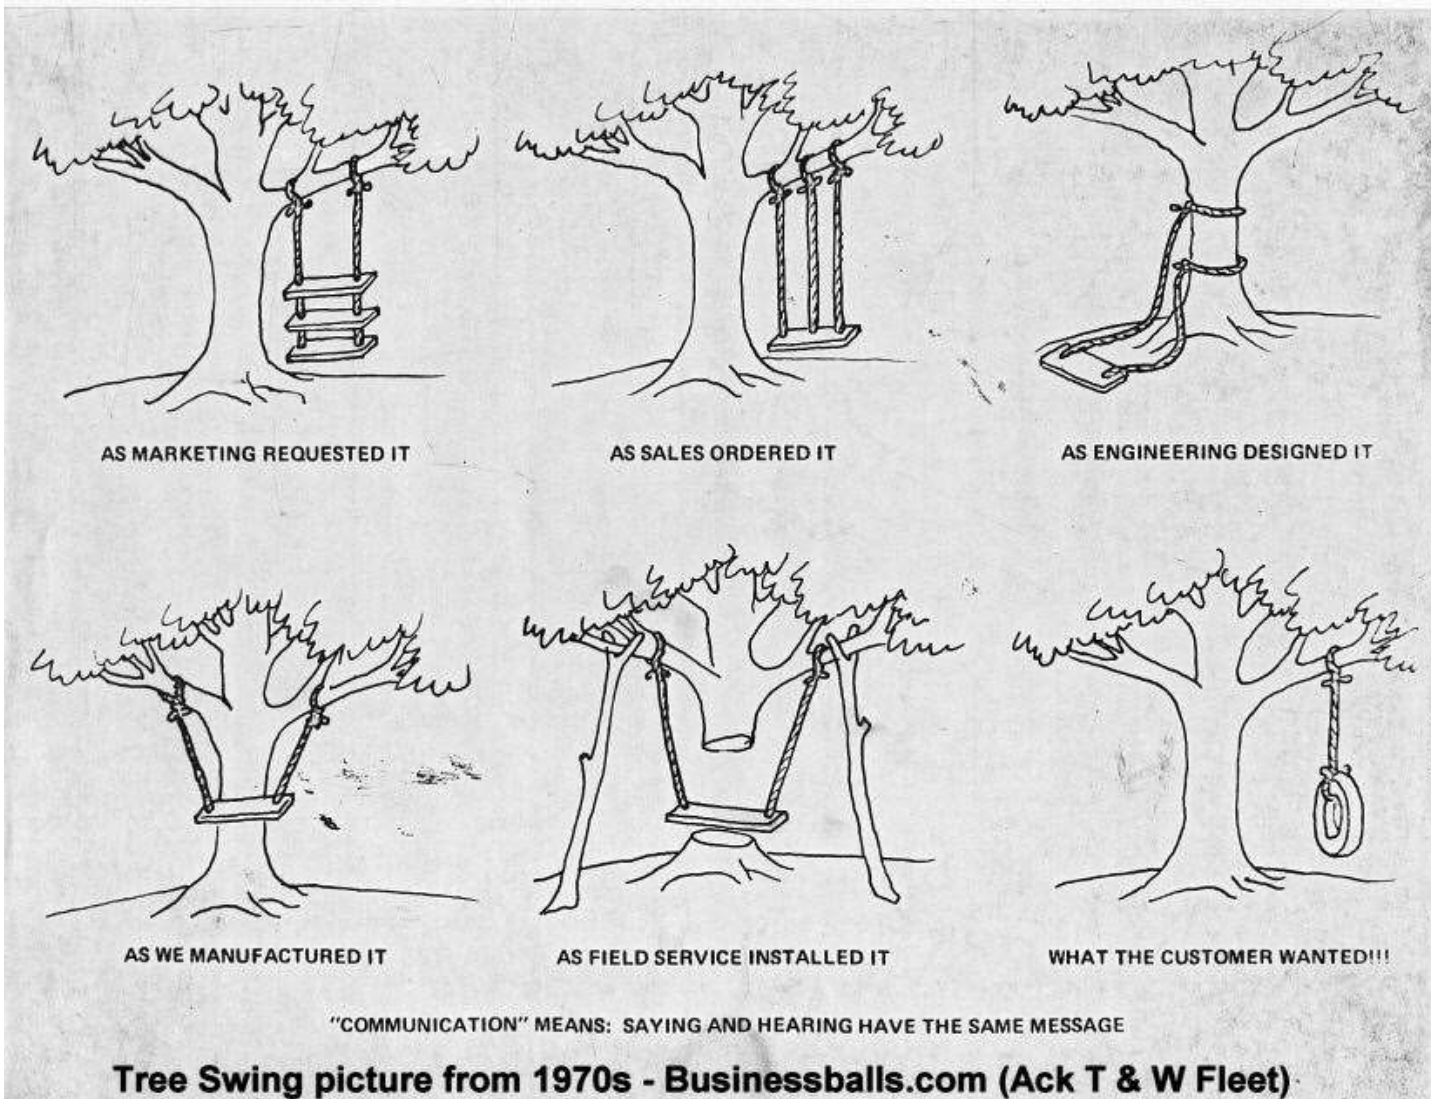 AS MARKETING REQUESTED IT
AS SALES ORDERED IT
AS ENGINEERING DESIGNED IT
AS WE MANUFACTURED IT
AS FIELD SERVICE INSTALLED IT
WHAT THE CUSTOMER WANTED!!!
"COMMUNICATION" MEANS: SAYING AND HEARING HAVE THE SAME MESSAGE
Tree Swing picture from 1970s - Businessballs.com (Ack T & W Fleet)